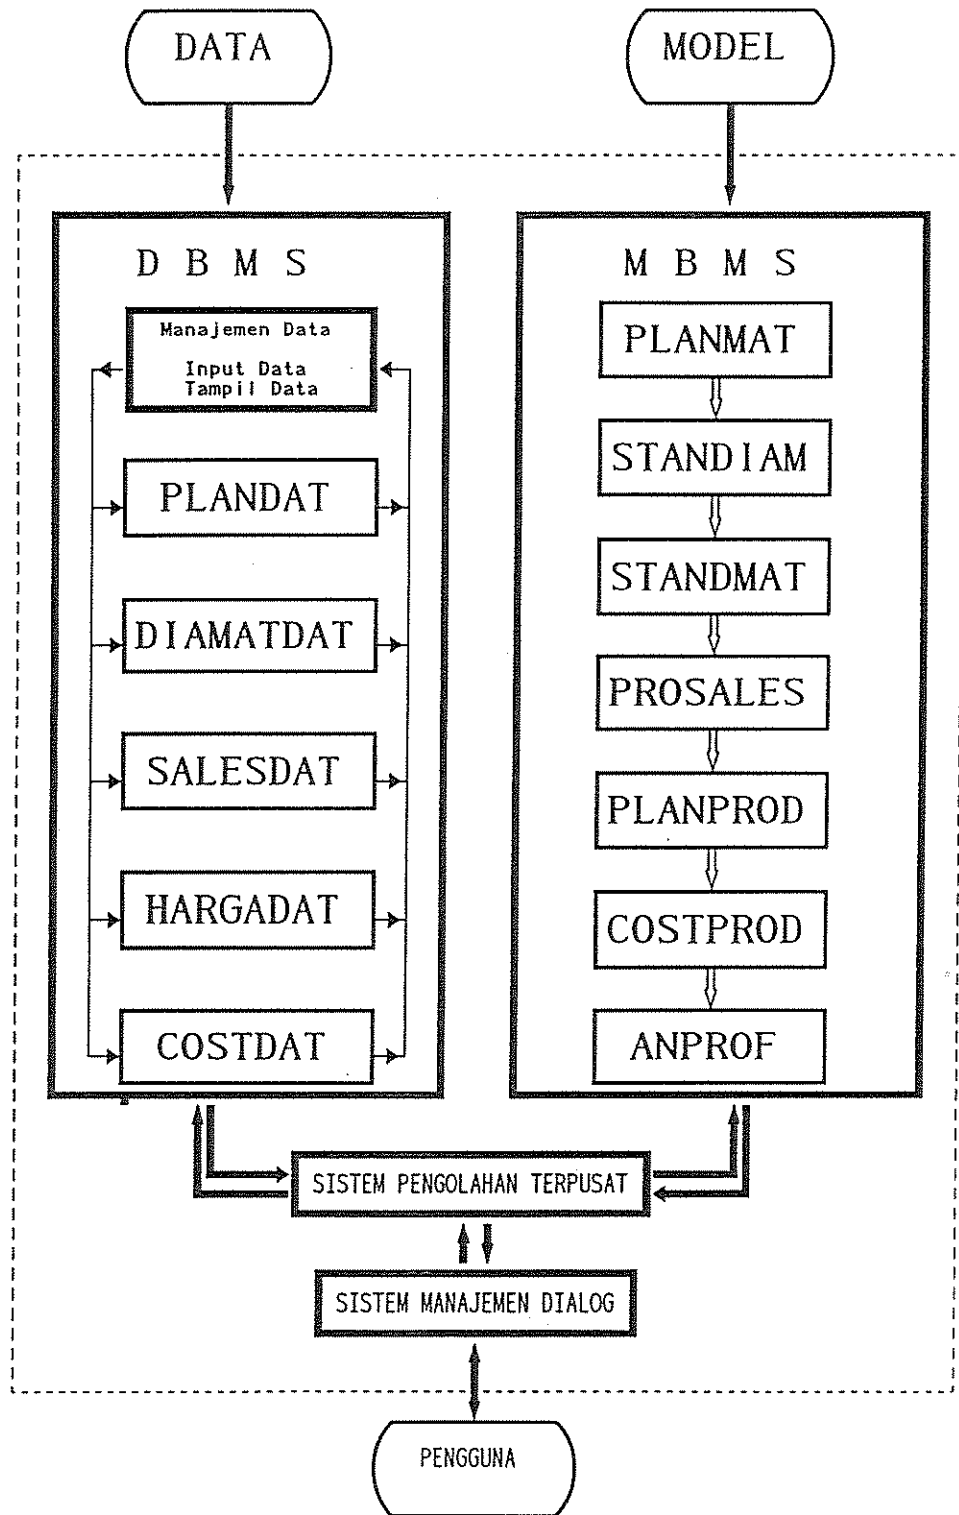 DATA
MODEL
D B M S
Manajemen Data
Input Data
Tampil Data
PLANDAT
DIAMATDAT
SALESDAT
HARGADAT
COSTDAT
M B M S
PLANMAT
STANDIAM
STANDMAT
PROSALES
PLANPROD
COSTPROD
ANPROF
SISTEM PENGOLAHAN TERPUSAT
SISTEM MANAJEMEN DIALOG
PENGGUNA